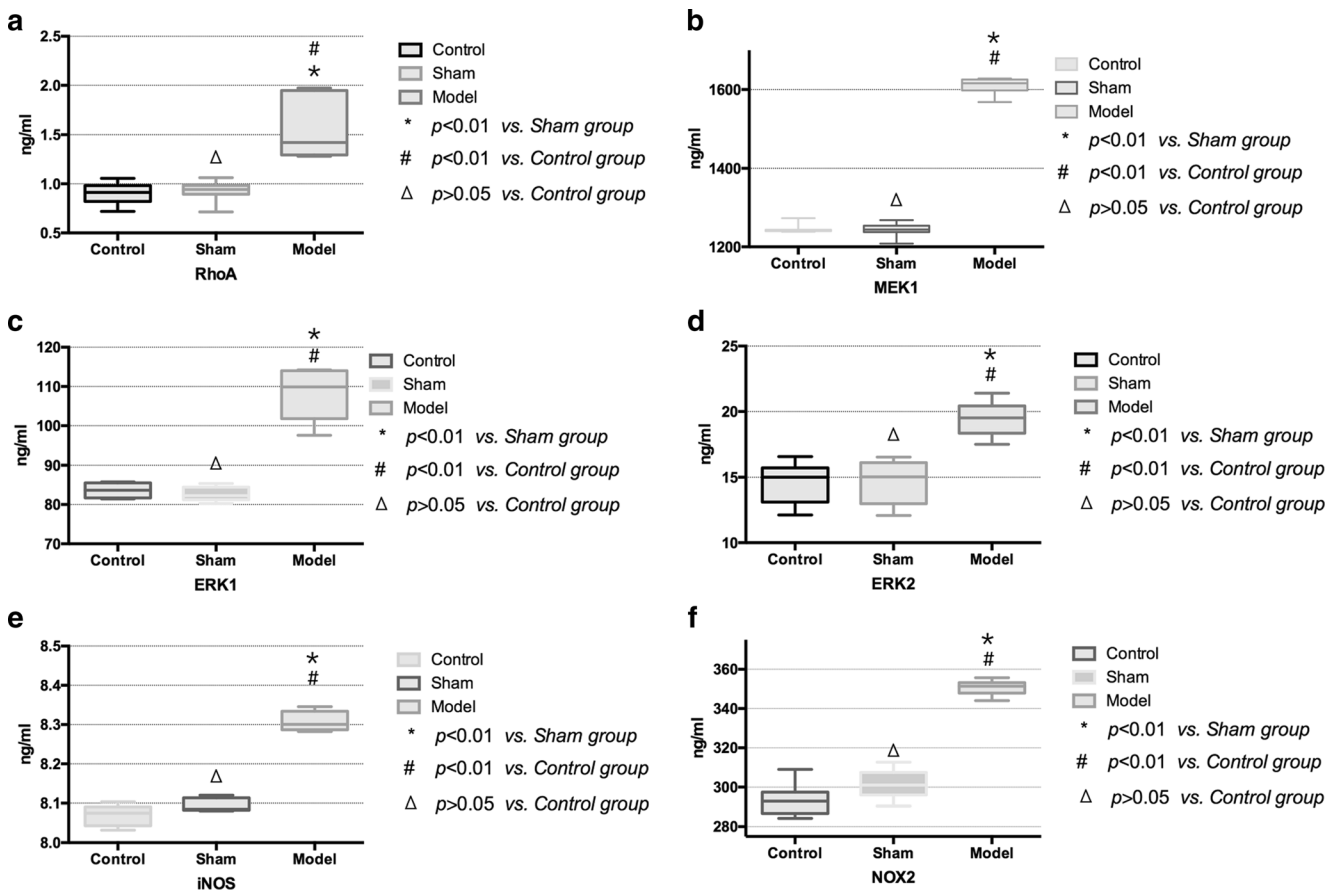 a
2.5
2.0
1.5
1.0
0.5
ng/ml
#
*
Δ
Control Sham Model
RhoA
Control
Sham
Model
* p<0.01 vs. Sham group
# p<0.01 vs. Control group
Δ p>0.05 vs. Control group
b
1600
1400
1200
ng/ml
*
#
Δ
Control Sham Model
MEK1
Control
Sham
Model
* p<0.01 vs. Sham group
# p<0.01 vs. Control group
Δ p>0.05 vs. Control group
c
120
110
100
90
80
70
ng/ml
*
#
Δ
Control Sham Model
ERK1
Control
Sham
Model
* p<0.01 vs. Sham group
# p<0.01 vs. Control group
Δ p>0.05 vs. Control group
d
25
20
15
10
ng/ml
*
#
Δ
Control Sham Model
ERK2
Control
Sham
Model
* p<0.01 vs. Sham group
# p<0.01 vs. Control group
Δ p>0.05 vs. Control group
e
8.5
8.4
8.3
8.2
8.1
8.0
ng/ml
*
#
Δ
Control Sham Model
iNOS
Control
Sham
Model
* p<0.01 vs. Sham group
# p<0.01 vs. Control group
Δ p>0.05 vs. Control group
f
360
340
320
300
280
ng/ml
*
#
Δ
Control Sham Model
NOX2
Control
Sham
Model
* p<0.01 vs. Sham group
# p<0.01 vs. Control group
Δ p>0.05 vs. Control group